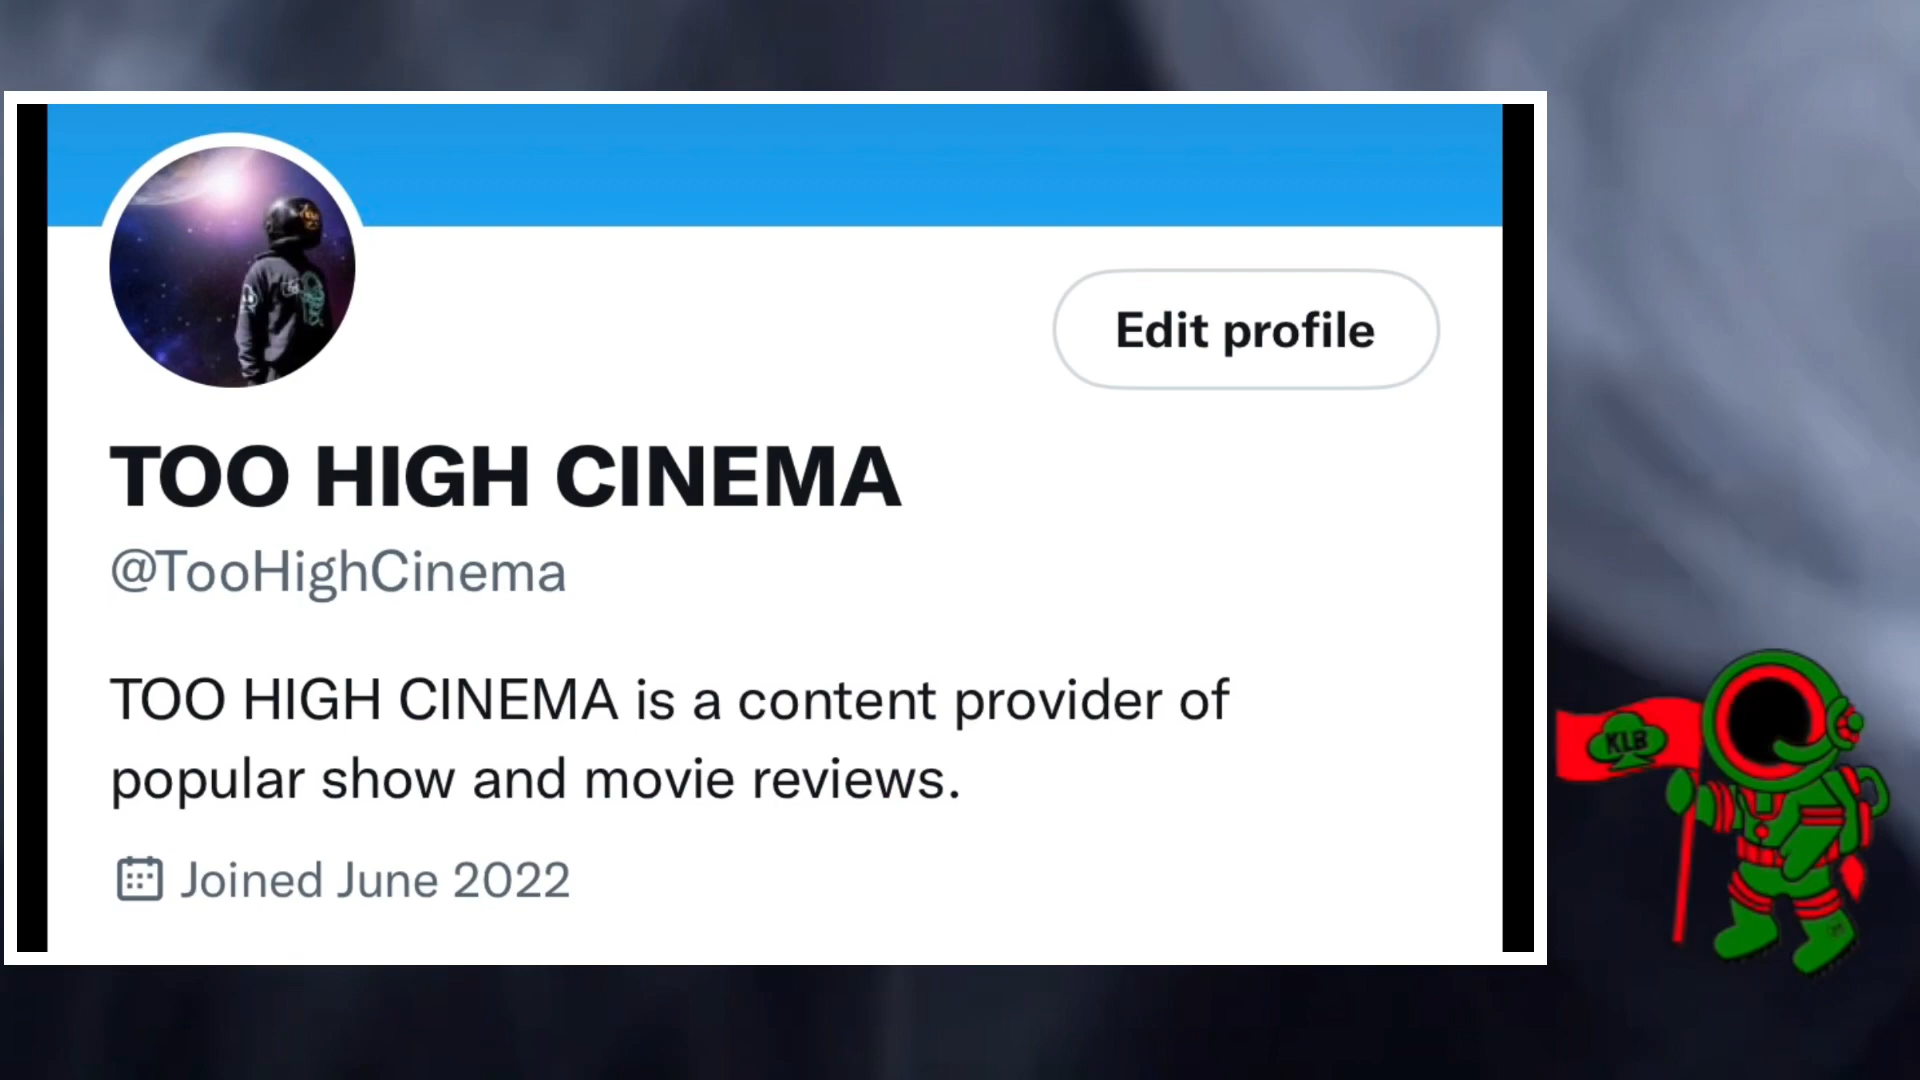 Edit profile
TOO HIGH CINEMA
@TooHighCinema
TOO HIGH CINEMA is a content provider of
popular show and movie reviews.
Joined June 2022
KLB